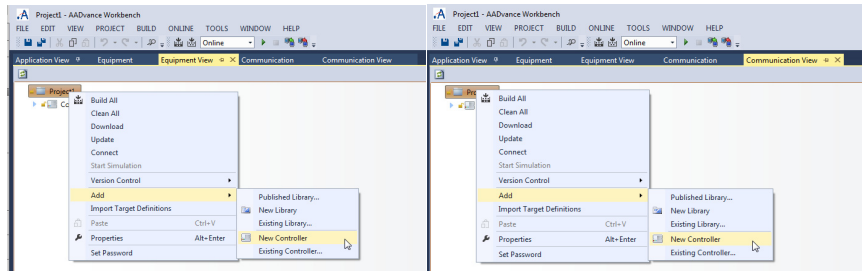 Project1 - AADvance Workbench
FILE EDIT VIEW PROJECT BUILD ONLINE TOOLS WINDOW HELP
Online
Application View Equipment Equipment View Communication Communication View
Project1
Co
Build All
Clean All
Download
Update
Connect
Start Simulation
Version Control
Add
Import Target Definitions
Paste Ctrl+V
Properties Alt+Enter
Set Password
Published Library...
New Library
Existing Library...
New Controller
Existing Controller...
Project1 - AADvance Workbench
FILE EDIT VIEW PROJECT BUILD ONLINE TOOLS WINDOW HELP
Online
Application View Equipment Equipment View Communication Communication View
Pro
Build All
Clean All
Download
Update
Connect
Start Simulation
Version Control
Add
Import Target Definitions
Paste Ctrl+V
Properties Alt+Enter
Set Password
Published Library...
New Library
Existing Library...
New Controller
Existing Controller...